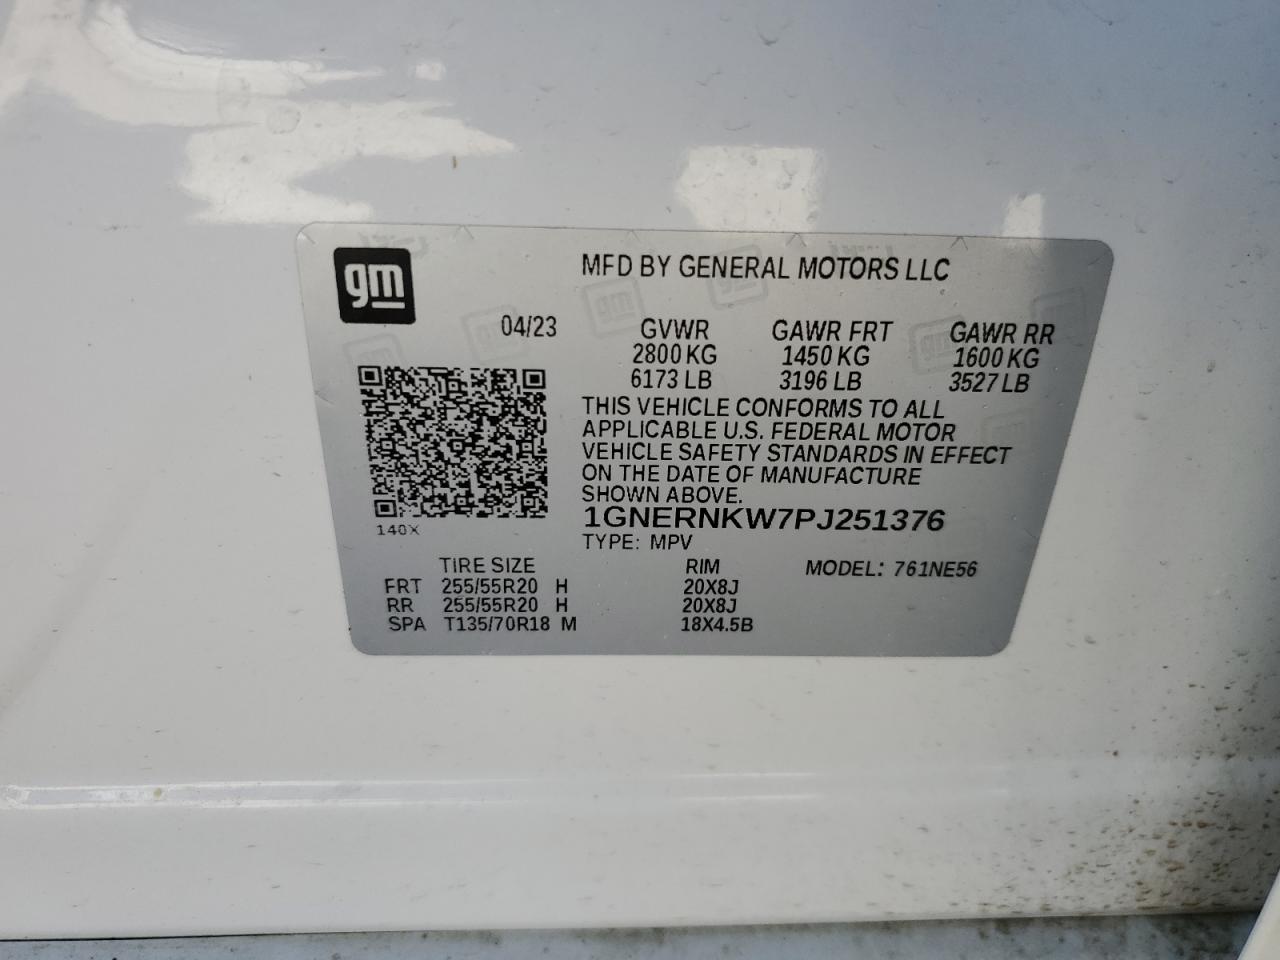 gm
MFD BY GENERAL MOTORS LLC
04/23 GVWR GAWR FRT GAWR RR
2800 KG 1450 KG 1600 KG
6173 LB 3196 LB 3527 LB
THIS VEHICLE CONFORMS TO ALL
APPLICABLE U.S. FEDERAL MOTOR
VEHICLE SAFETY STANDARDS IN EFFECT
ON THE DATE OF MANUFACTURE
SHOWN ABOVE.
1GNERNKW7PJ251376
140X
TYPE: MPV
TIRE SIZE RIM MODEL: 761NE56
FRT 255/55R20 H 20X8J
RR 255/55R20 H 20X8J
SPA T135/70R18 M 18X4.5B